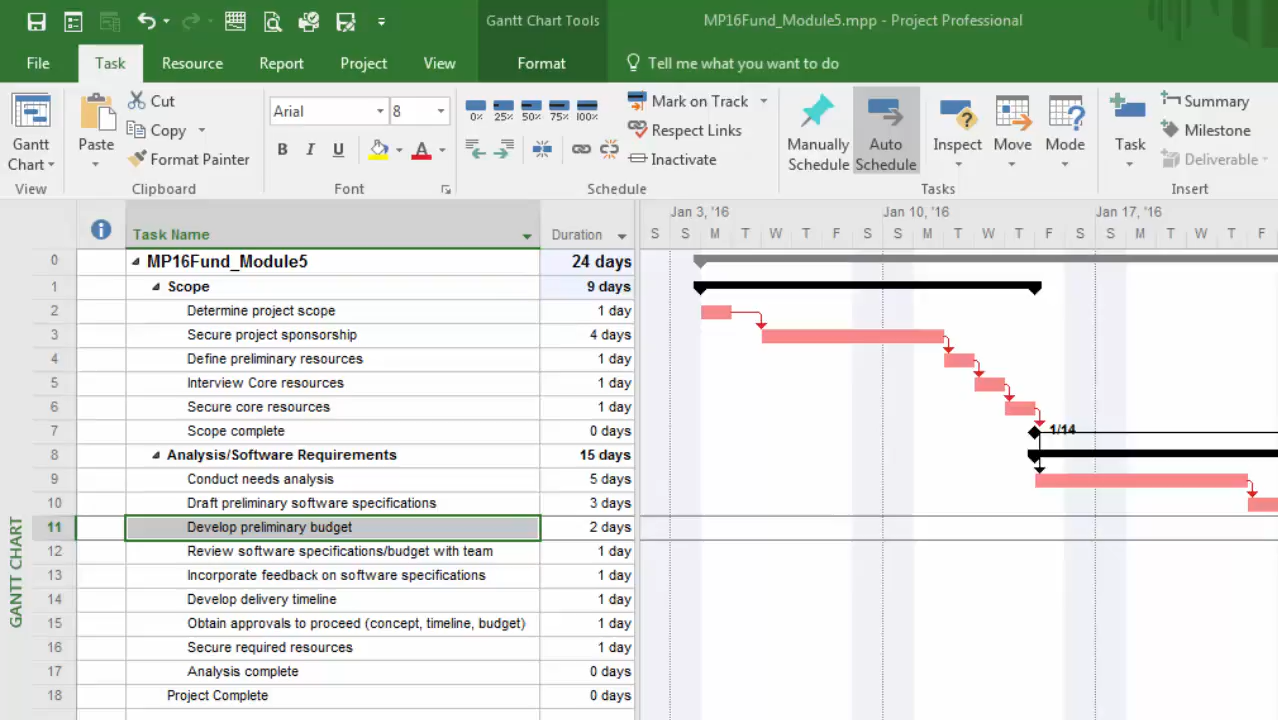 Gantt Chart Tools
MP16Fund_Module5.mpp - Project Professional
File Task Resource Report Project View Format Tell me what you want to do
Gantt Chart
View
Paste
Cut
Copy
Format Painter
Clipboard
Arial 8
B I U A
Font
0% 25% 50% 75% 100%
Mark on Track
Respect Links
Inactivate
Schedule
Manually Schedule
Auto Schedule
Inspect
Move
Mode
Tasks
Task
Summary
Milestone
Deliverable
Insert
Task Name Duration
Jan 3, '16 Jan 10, '16 Jan 17, '16
S S M T W T F S S M T W T F S S M T W T F
0 MP16Fund_Module5 24 days
1 Scope 9 days
2 Determine project scope 1 day
3 Secure project sponsorship 4 days
4 Define preliminary resources 1 day
5 Interview Core resources 1 day
6 Secure core resources 1 day
7 Scope complete 0 days 1/14
8 Analysis/Software Requirements 15 days
9 Conduct needs analysis 5 days
10 Draft preliminary software specifications 3 days
11 Develop preliminary budget 2 days
12 Review software specifications/budget with team 1 day
13 Incorporate feedback on software specifications 1 day
14 Develop delivery timeline 1 day
15 Obtain approvals to proceed (concept, timeline, budget) 1 day
16 Secure required resources 1 day
17 Analysis complete 0 days
18 Project Complete 0 days
GANTT CHART